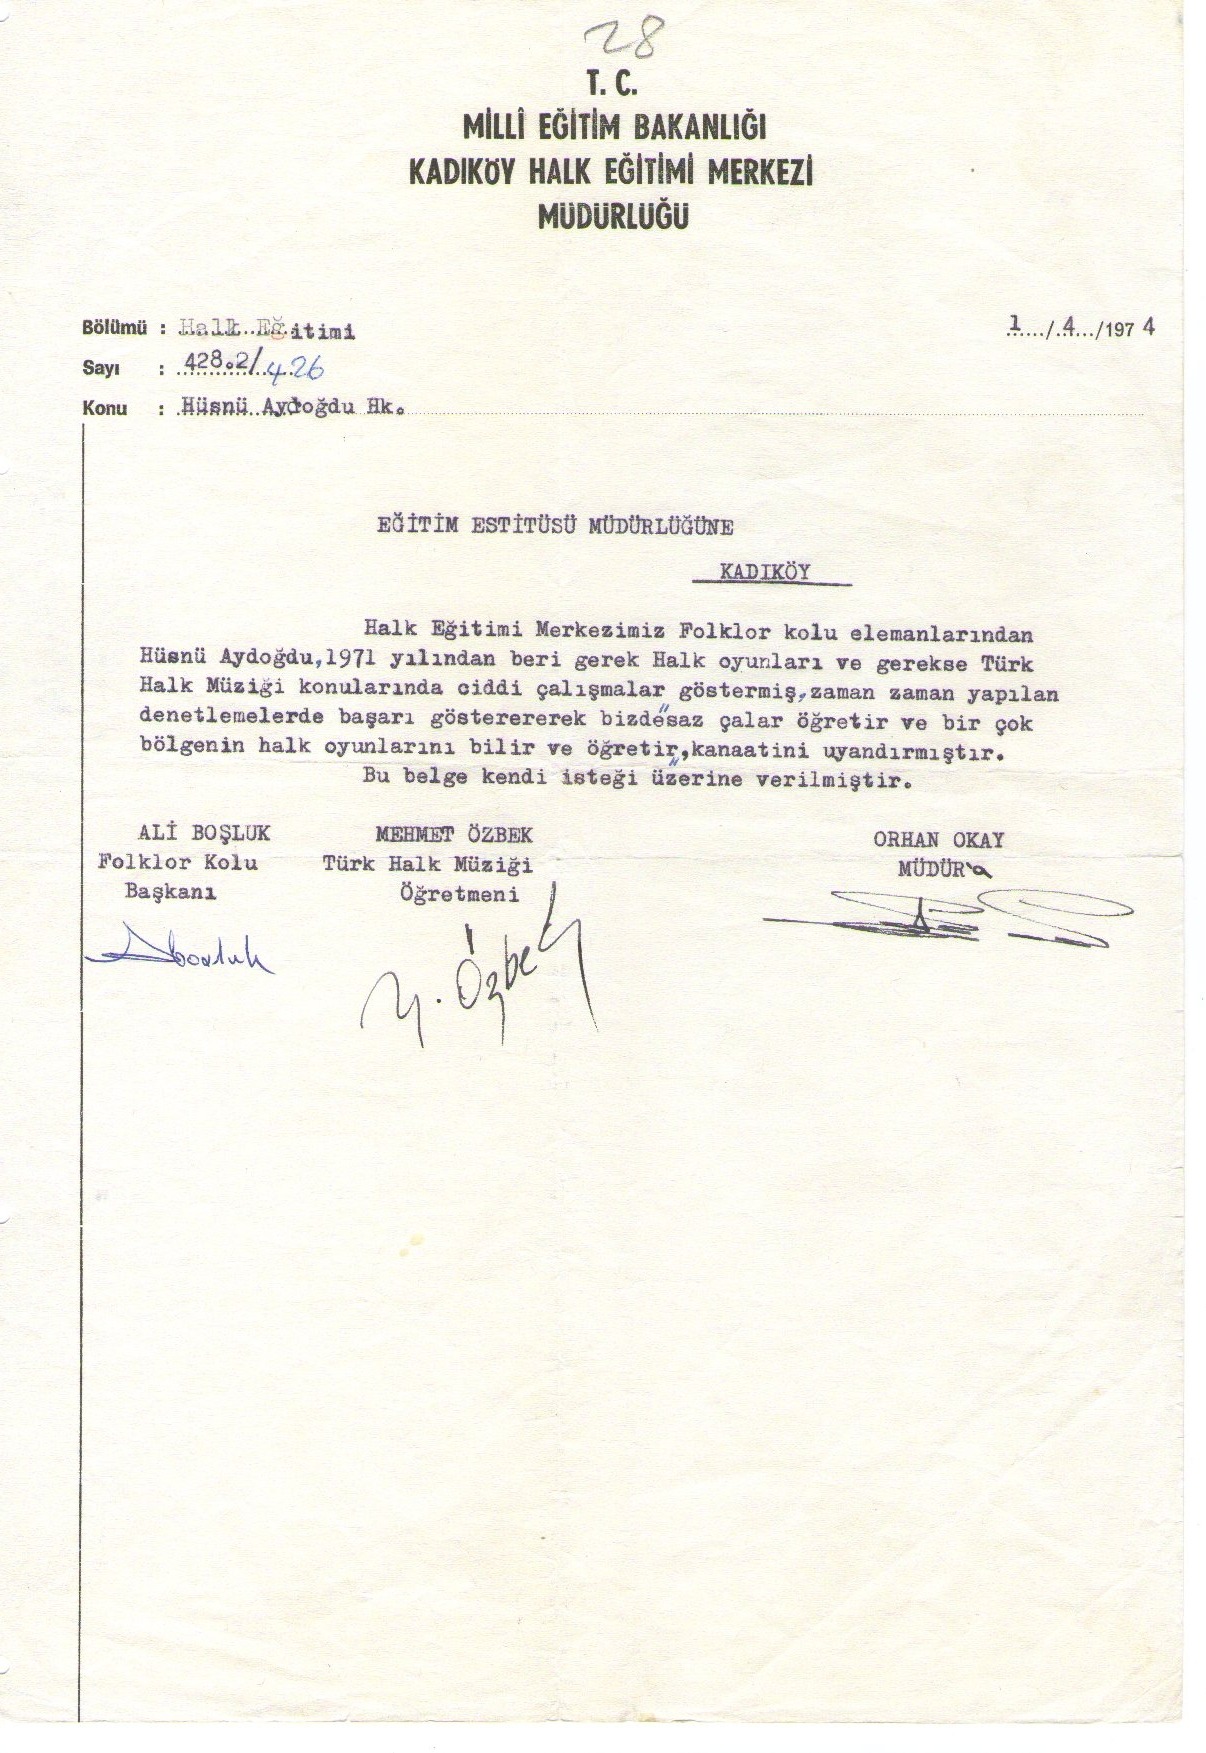 28
T. C.
MİLLÎ EĞİTİM BAKANLIĞI
KADIKÖY HALK EĞİTİMİ MERKEZİ
MÜDÜRLÜĞÜ
Bölümü : Halk Eğitimi
1 / 4 /1974
Sayı : 428.2/426
Konu : Hüsnü Aydoğdu Hk.
EĞİTİM ESTİTÜSÜ MÜDÜRLÜĞÜNE
KADIKÖY
Halk Eğitimi Merkezimiz Folklor kolu elemanlarından
Hüsnü Aydoğdu,1971 yılından beri gerek Halk oyunları ve gerekse Türk
Halk Müziği konularında ciddi çalışmalar göstermiş,zaman zaman yapılan
denetlemelerde başarı gösterererek bizde"saz çalar öğretir ve bir çok
bölgenin halk oyunlarını bilir ve öğretir",kanaatini uyandırmıştır.
Bu belge kendi isteği üzerine verilmiştir.
ALİ BOŞLUK MEHMET ÖZBEK ORHAN OKAY
Folklor Kolu Türk Halk Müziği MÜDÜR
Başkanı Öğretmeni
Aboşluk
M. Özbek